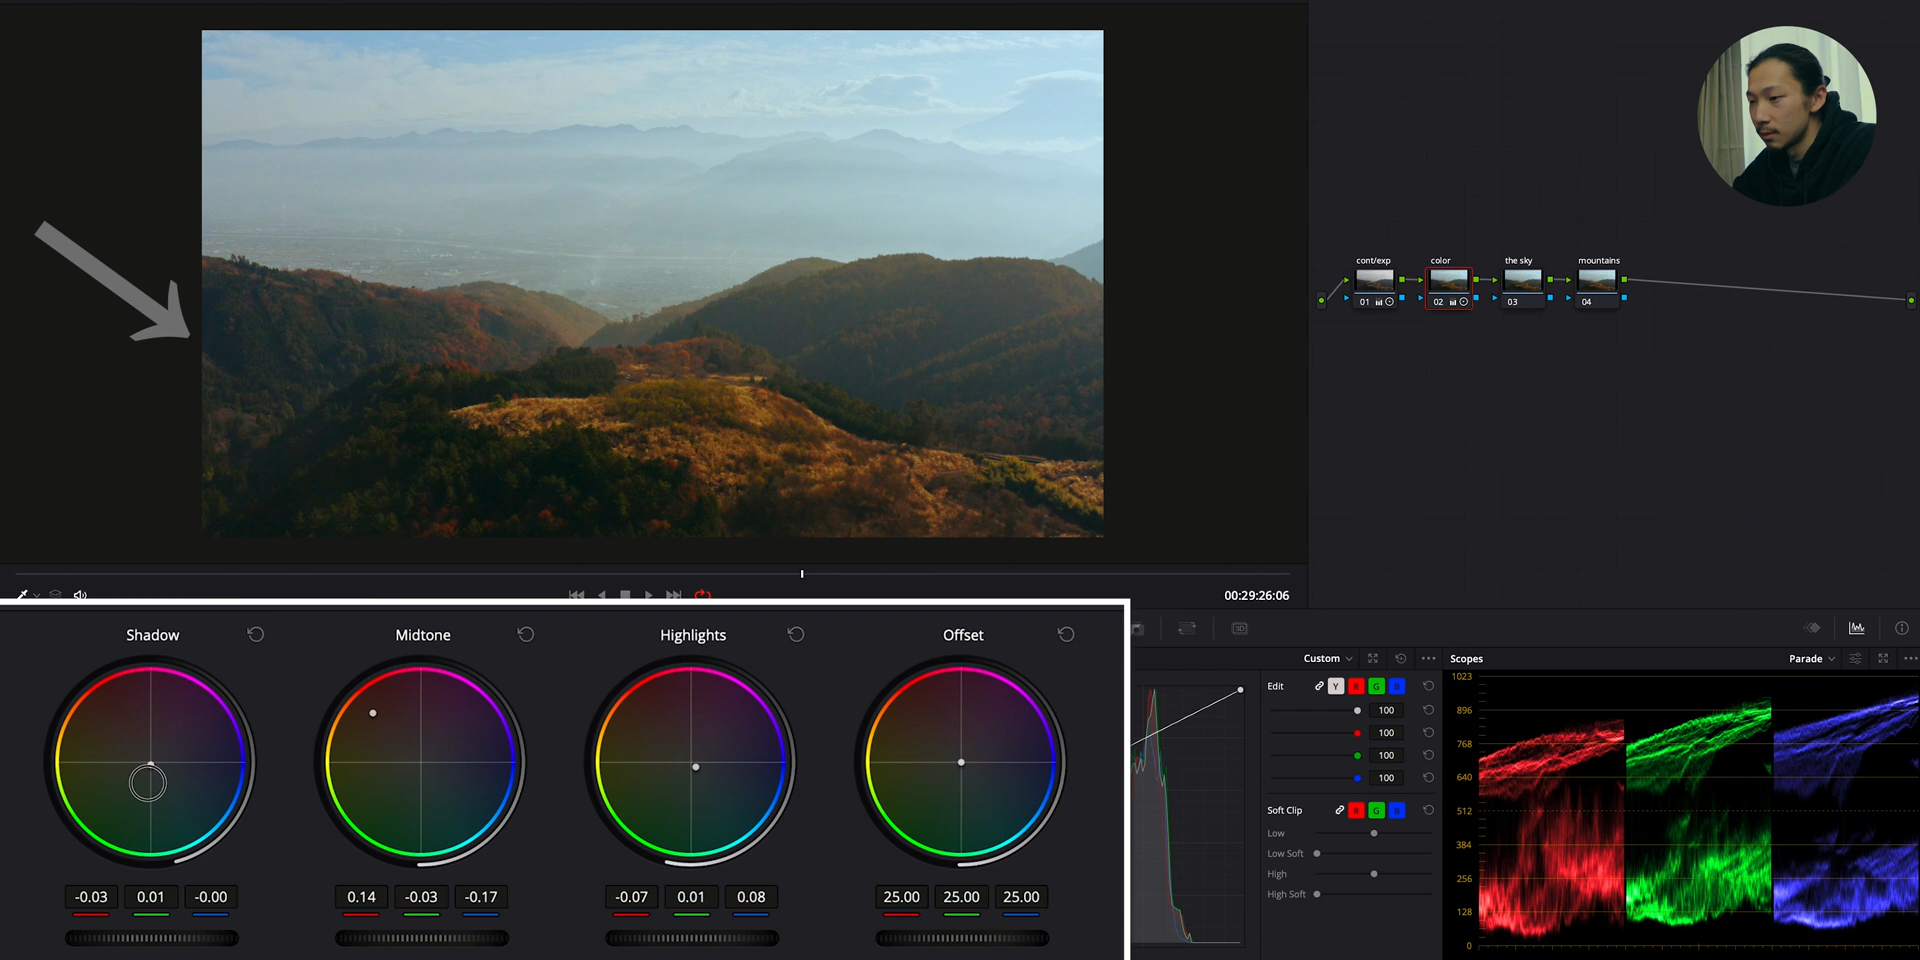 cont/exp
color
the sky
mountains
01
02
03
04
00:29:26:06
Shadow
Midtone
Highlights
Offset
-0.03 0.01 -0.00
0.14 -0.03 -0.17
-0.07 0.01 0.08
25.00 25.00 25.00
3D
Custom
Edit
Y
R
G
100
100
100
100
Soft Clip
R
G
Low
Low Soft
High
High Soft
Scopes
Parade
1023
896
768
640
512
384
256
128
0